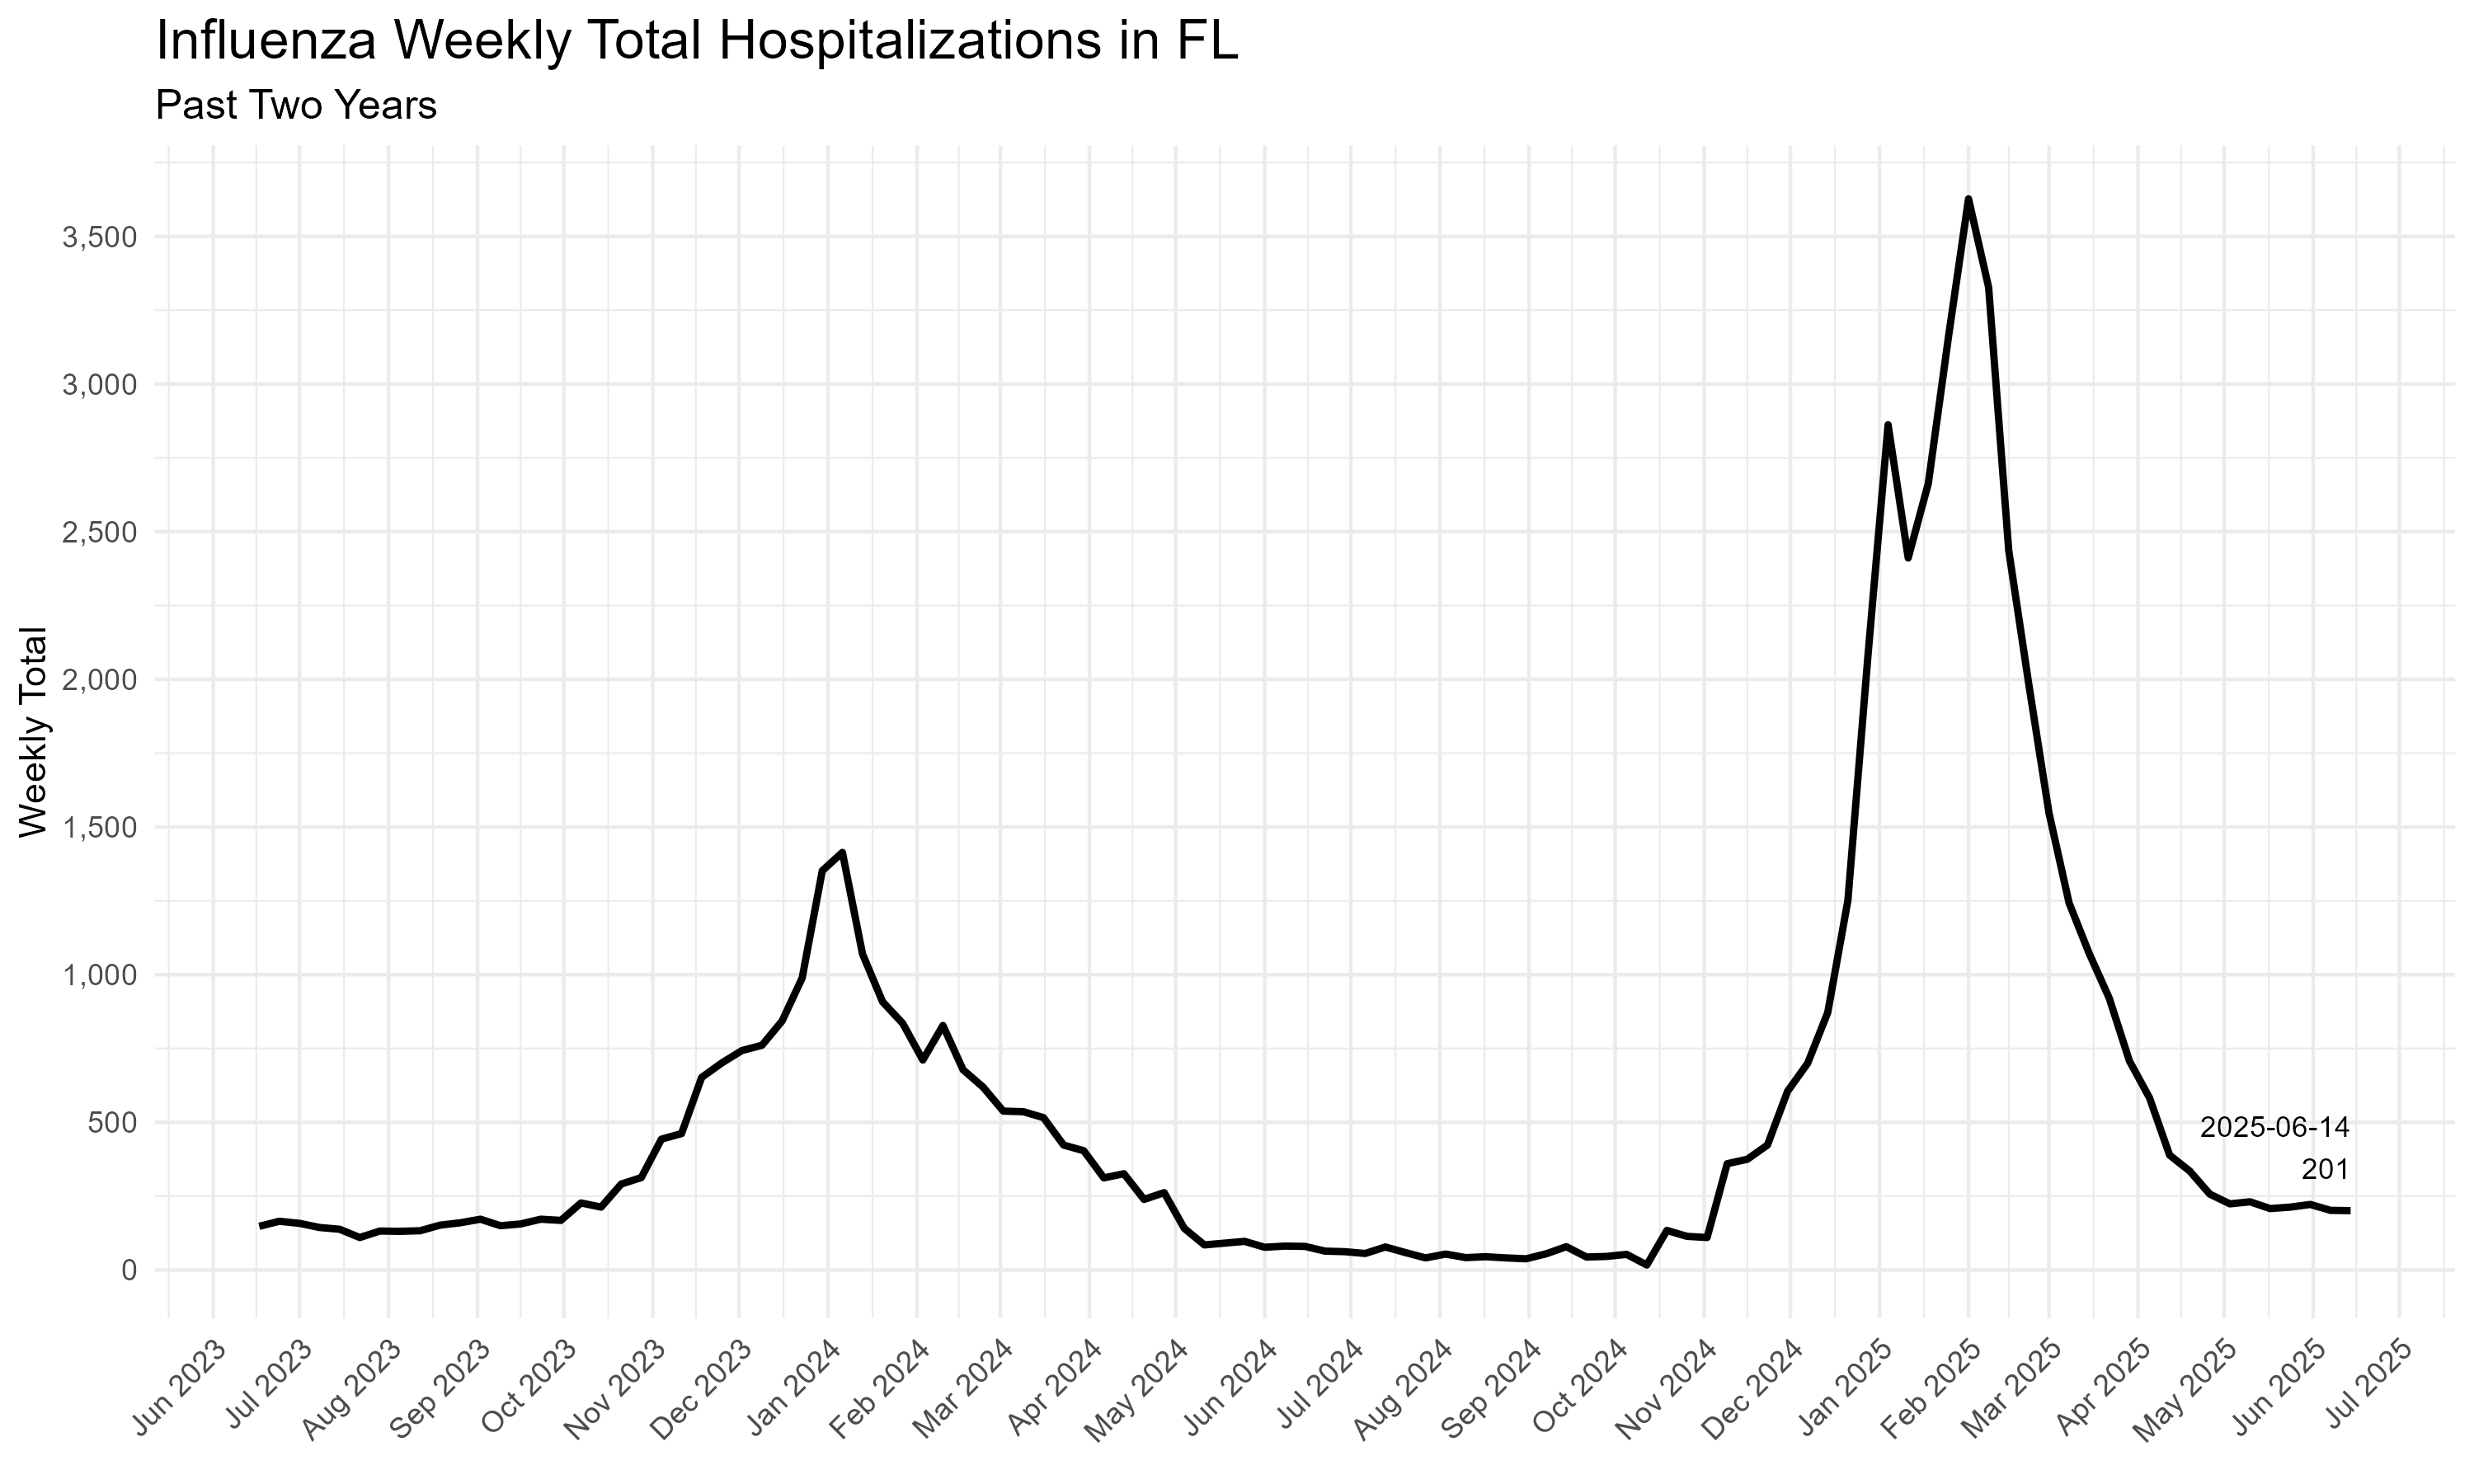 Influenza Weekly Total Hospitalizations in FL
Past Two Years
Weekly Total
3,500
3,000
2,500
2,000
1,500
1,000
500
0
2025-06-14
201
Jun 2023
Jul 2023
Aug 2023
Sep 2023
Oct 2023
Nov 2023
Dec 2023
Jan 2024
Feb 2024
Mar 2024
Apr 2024
May 2024
Jun 2024
Jul 2024
Aug 2024
Sep 2024
Oct 2024
Nov 2024
Dec 2024
Jan 2025
Feb 2025
Mar 2025
Apr 2025
May 2025
Jun 2025
Jul 2025